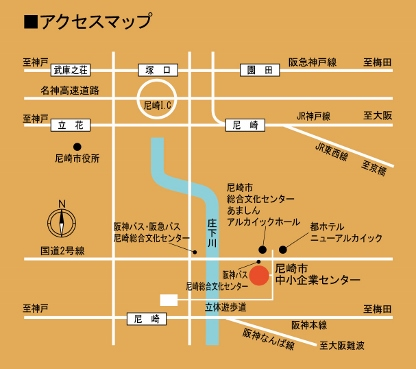 ■アクセスマップ
至神戸
武庫之荘
塚口
園田
阪急神戸線
至梅田
名神高速道路
尼崎I.C
至神戸
立花
尼崎
JR神戸線
至大阪
JR東西線
至京橋
尼崎市役所
N
国道2号線
阪神バス・阪急バス
尼崎総合文化センター
庄下川
尼崎市
総合文化センター
あましん
アルカイックホール
都ホテル
ニューアルカイック
阪神バス
尼崎総合文化センター
尼崎市
中小企業センター
立体遊歩道
至神戸
尼崎
阪神本線
至梅田
阪神なんば線
至大阪難波